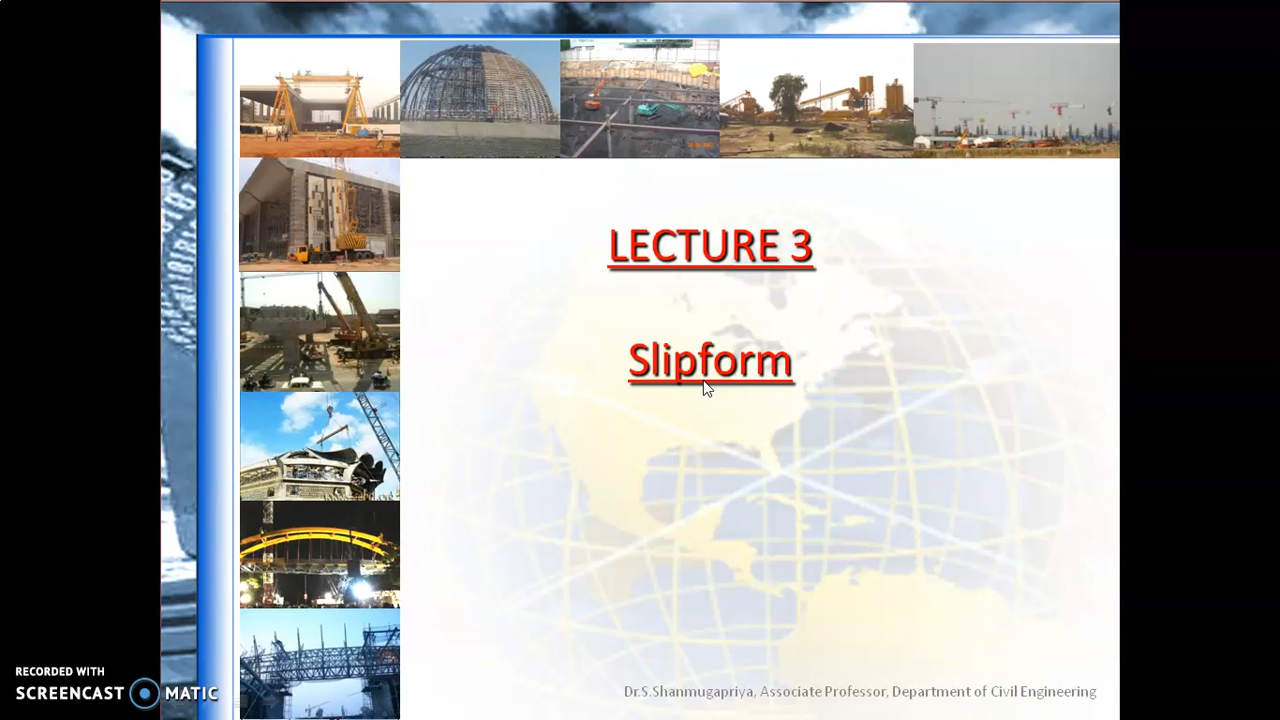 LECTURE 3
Slipform
Dr.S.Shanmugapriya, Associate Professor, Department of Civil Engineering
RECORDED WITH
SCREENCAST MATIC